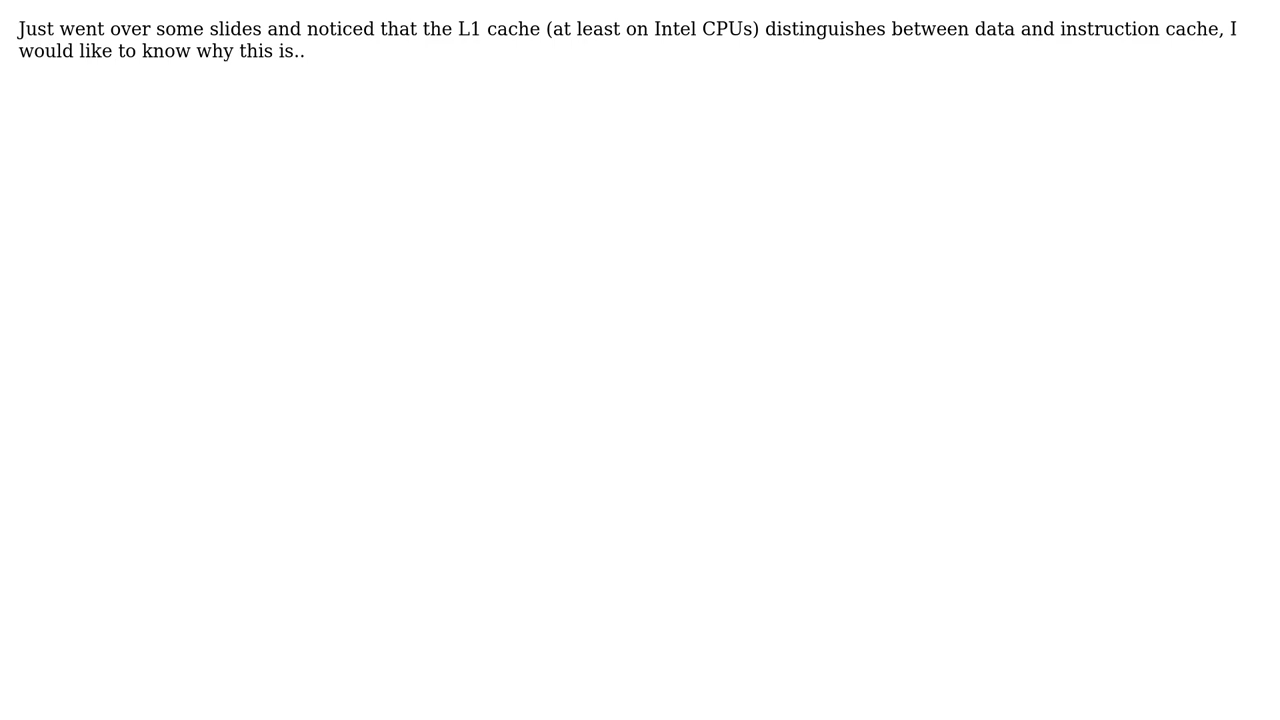 Just went over some slides and noticed that the L1 cache (at least on Intel CPUs) distinguishes between data and instruction cache, I
would like to know why this is..